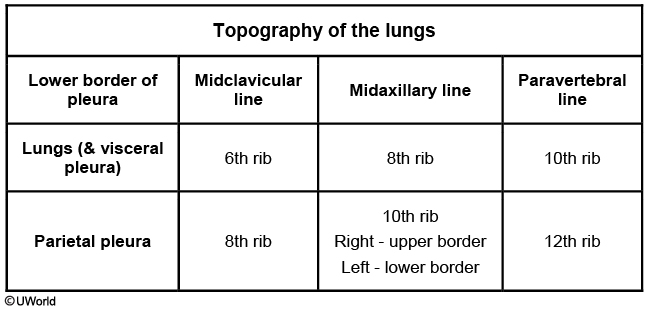 Topography of the lungs
Lower border of
pleura
Midclavicular
line
Midaxillary line
Paravertebral
line
Lungs (& visceral
pleura)
6th rib
8th rib
10th rib
Parietal pleura
8th rib
10th rib
Right - upper border
Left - lower border
12th rib
©UWorld